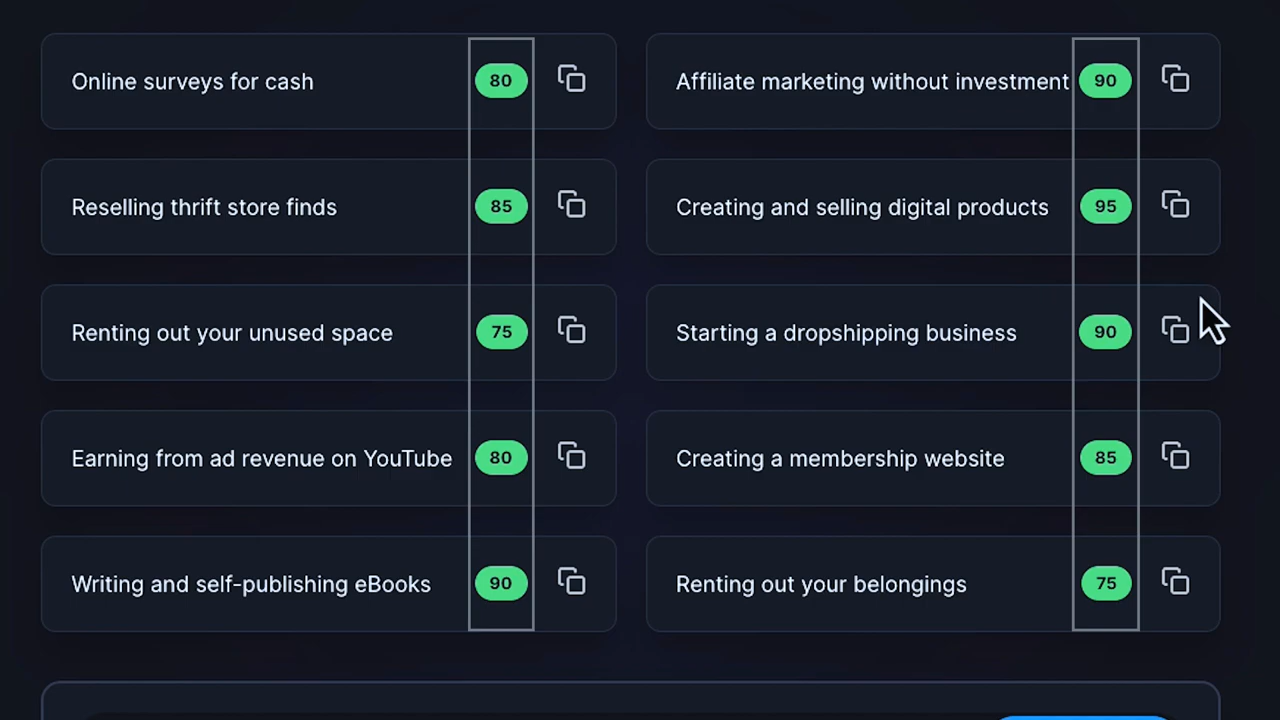 Online surveys for cash 80
Affiliate marketing without investment 90
Reselling thrift store finds 85
Creating and selling digital products 95
Renting out your unused space 75
Starting a dropshipping business 90
Earning from ad revenue on YouTube 80
Creating a membership website 85
Writing and self-publishing eBooks 90
Renting out your belongings 75